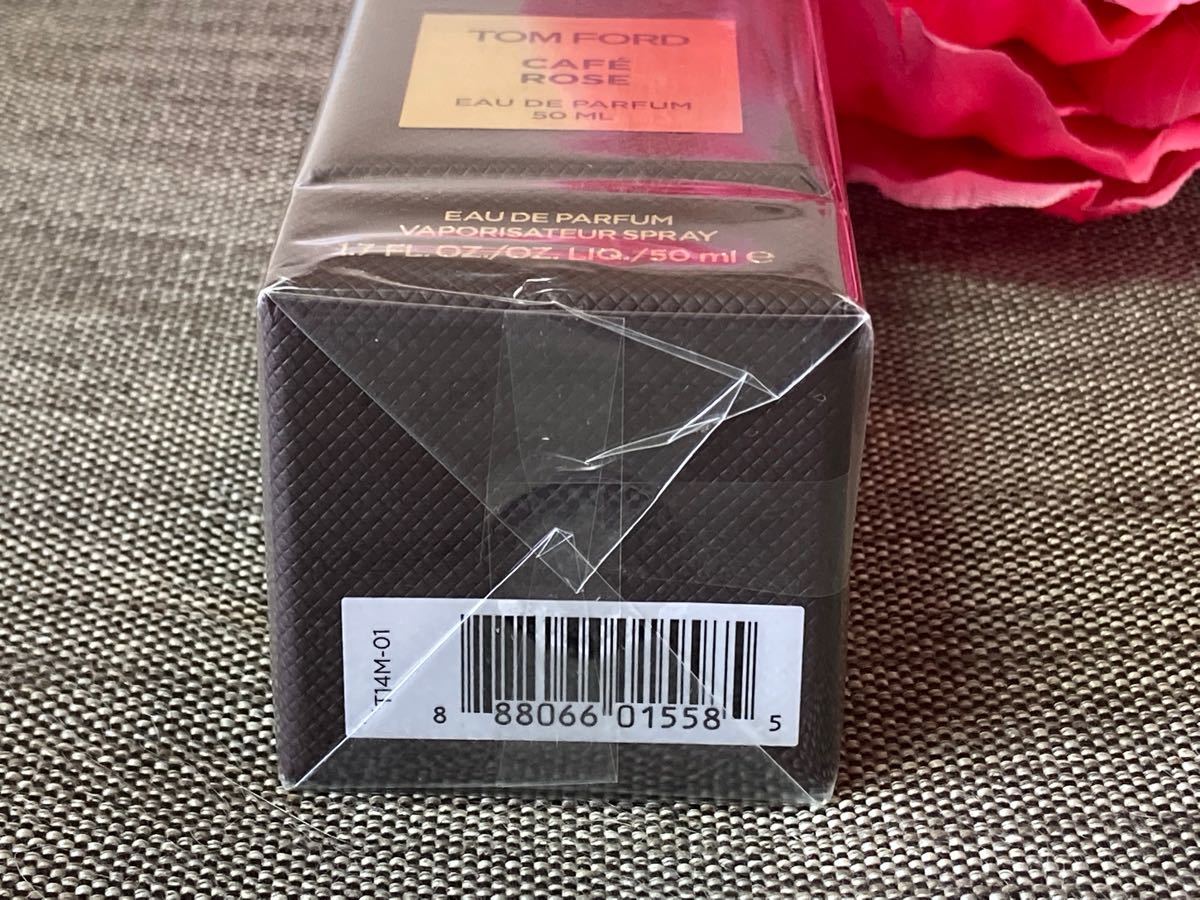 TOM FORD
CAFÉ
ROSE
EAU DE PARFUM
50 ML
EAU DE PARFUM
VAPORISATEUR SPRAY
1.7 FL. OZ./OZ. LIQ./50 ml ℮
T14M-01
8 88066 01558 5